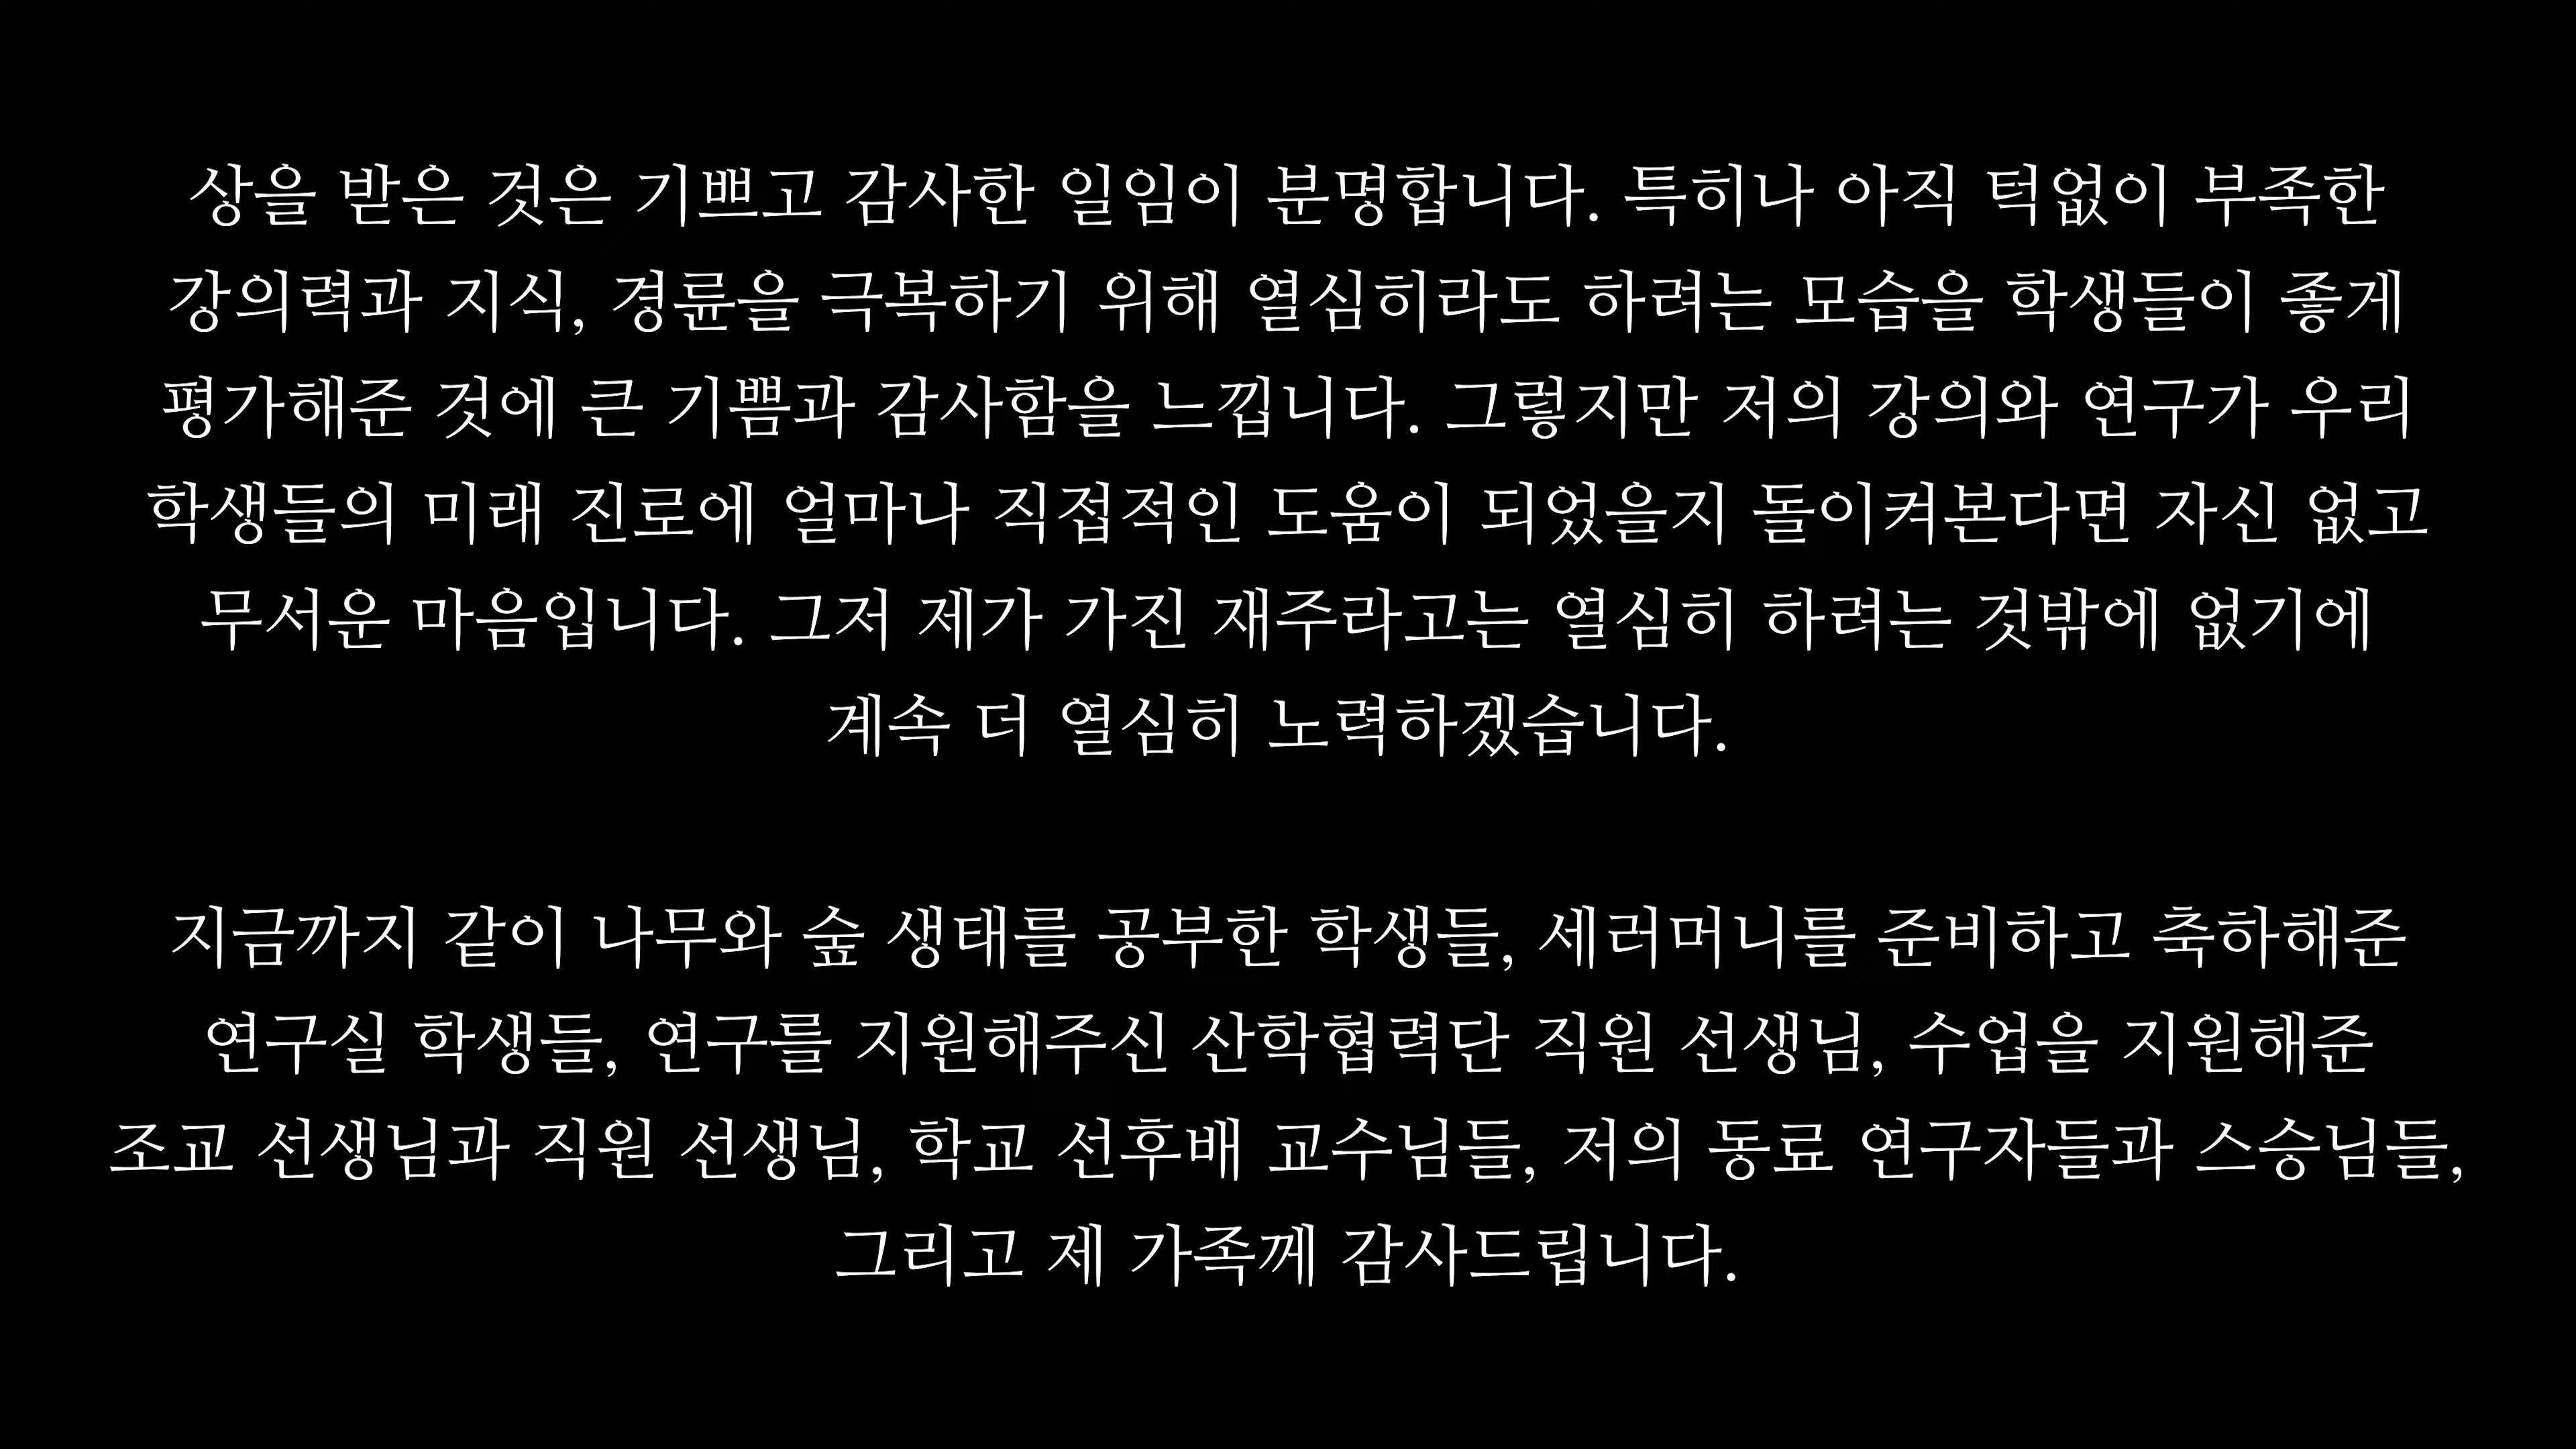 상을 받은 것은 기쁘고 감사한 일임이 분명합니다. 특히나 아직 턱없이 부족한
강의력과 지식, 경륜을 극복하기 위해 열심히라도 하려는 모습을 학생들이 좋게
평가해준 것에 큰 기쁨과 감사함을 느낍니다. 그렇지만 저의 강의와 연구가 우리
학생들의 미래 진로에 얼마나 직접적인 도움이 되었을지 돌이켜본다면 자신 없고
무서운 마음입니다. 그저 제가 가진 재주라고는 열심히 하려는 것밖에 없기에
계속 더 열심히 노력하겠습니다.
지금까지 같이 나무와 숲 생태를 공부한 학생들, 세러머니를 준비하고 축하해준
연구실 학생들, 연구를 지원해주신 산학협력단 직원 선생님, 수업을 지원해준
조교 선생님과 직원 선생님, 학교 선후배 교수님들, 저의 동료 연구자들과 스승님들,
그리고 제 가족께 감사드립니다.